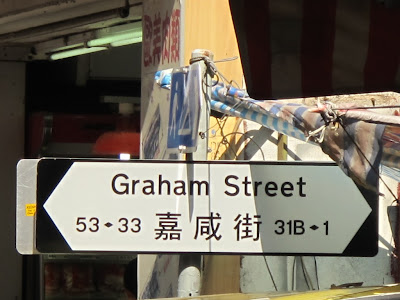 Graham Street
53-33 嘉咸街 31B-1